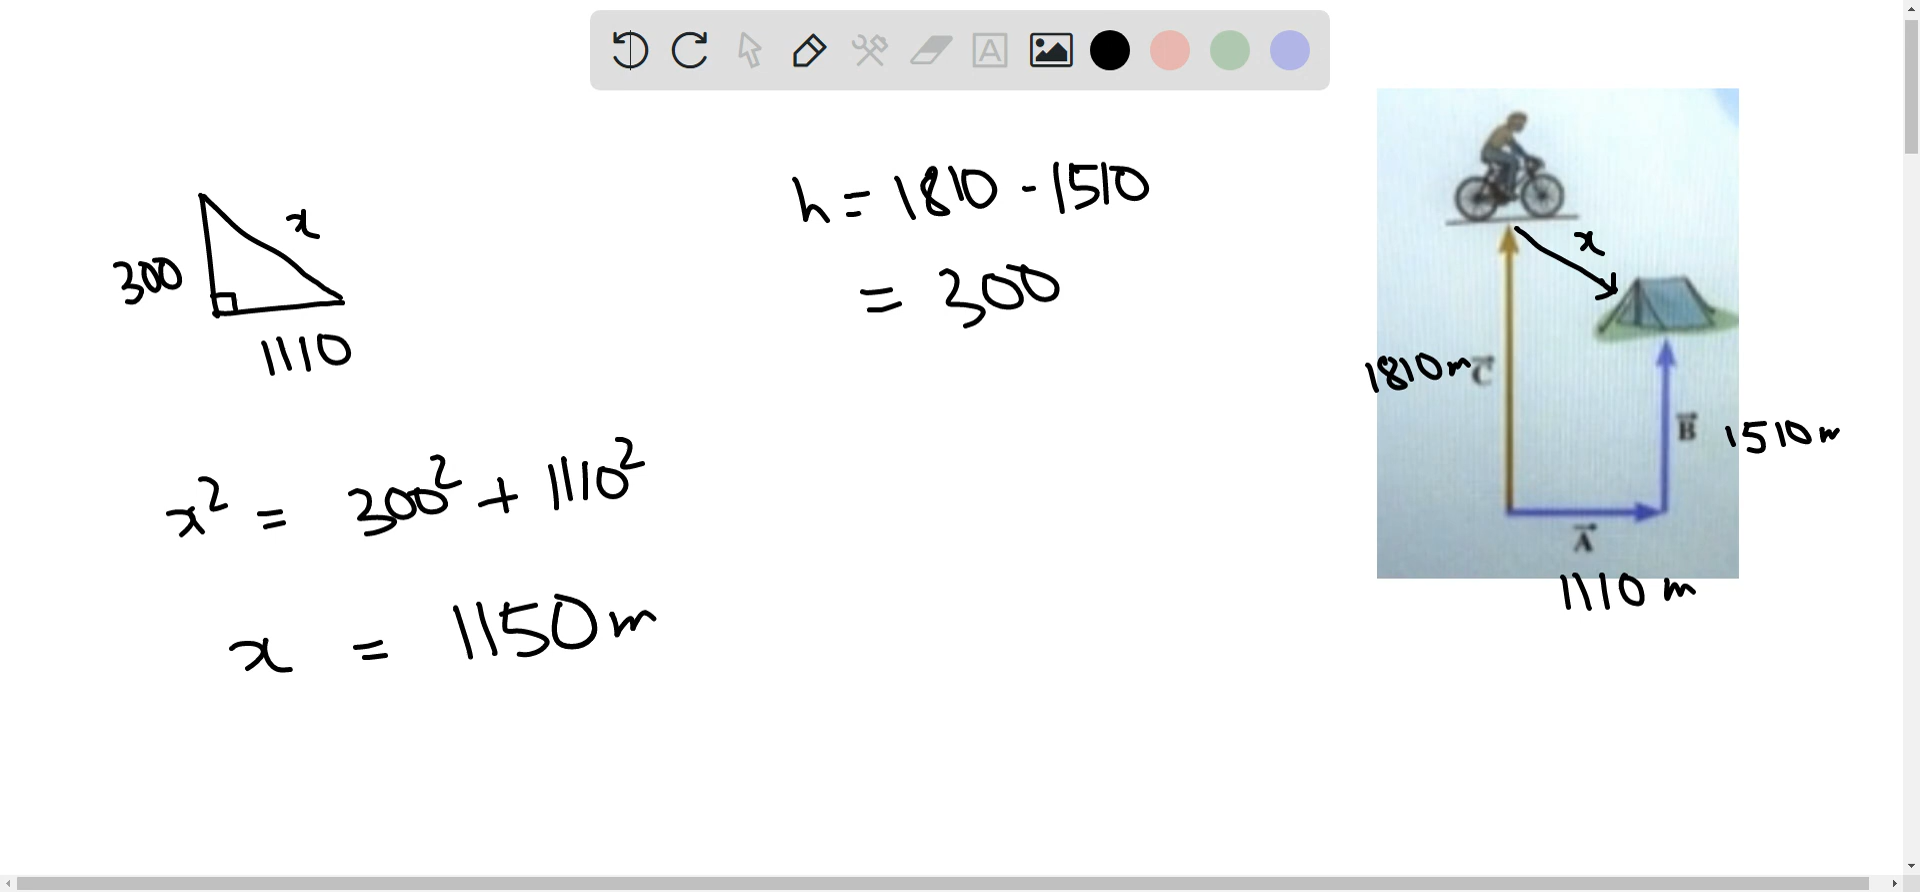 300
x
1110
h = 1810 - 1510
= 300
x² = 300² + 1110²
x = 1150m
x
1810m C⃗
B⃗ 1510m
A⃗
1110 m
A